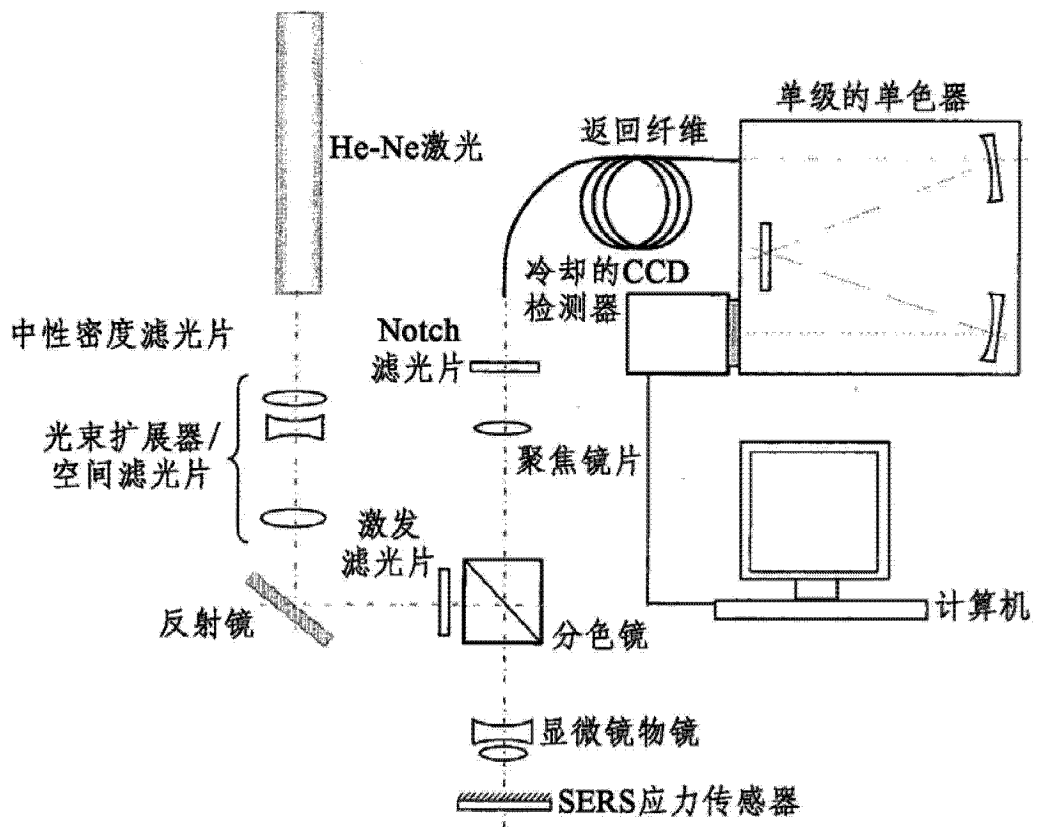 He-Ne激光
返回纤维
单级的单色器
冷却的CCD
检测器
中性密度滤光片
Notch
滤光片
光束扩展器/
空间滤光片
聚焦镜片
激发
滤光片
反射镜
分色镜
计算机
显微镜物镜
SERS应力传感器